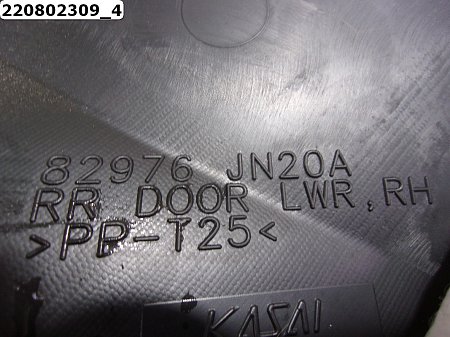 220802309_4
82976 JN20A
RR DOOR LWR, RH
>PP-T25<
KASAI